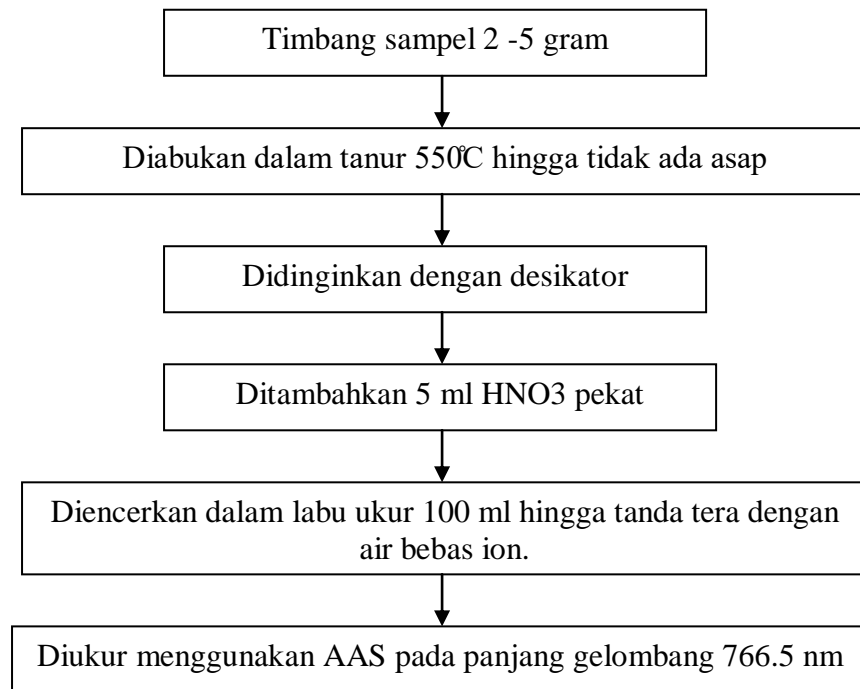 Timbang sampel 2 -5 gram
Diabukan dalam tanur 550̊C hingga tidak ada asap
Didinginkan dengan desikator
Ditambahkan 5 ml HNO3 pekat
Diencerkan dalam labu ukur 100 ml hingga tanda tera dengan
air bebas ion.
Diukur menggunakan AAS pada panjang gelombang 766.5 nm